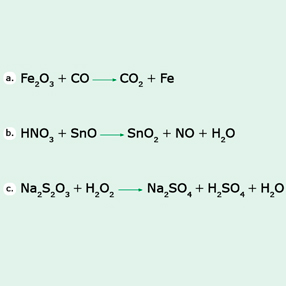 a. Fe₂O₃ + CO ⟶ CO₂ + Fe
b. HNO₃ + SnO ⟶ SnO₂ + NO + H₂O
c. Na₂S₂O₃ + H₂O₂ ⟶ Na₂SO₄ + H₂SO₄ + H₂O